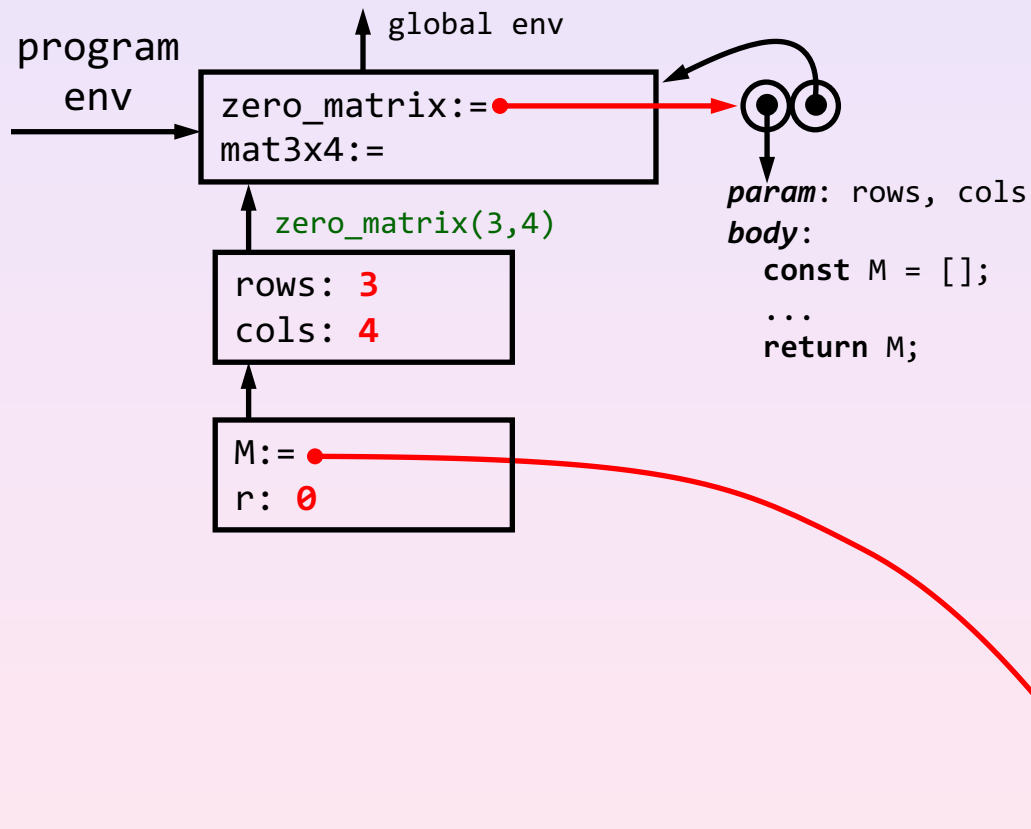 global env
program
env
zero_matrix:=
mat3x4:=
zero_matrix(3,4)
rows: 3
cols: 4
M:=
r: 0
param: rows, cols
body:
const M = [];
...
return M;